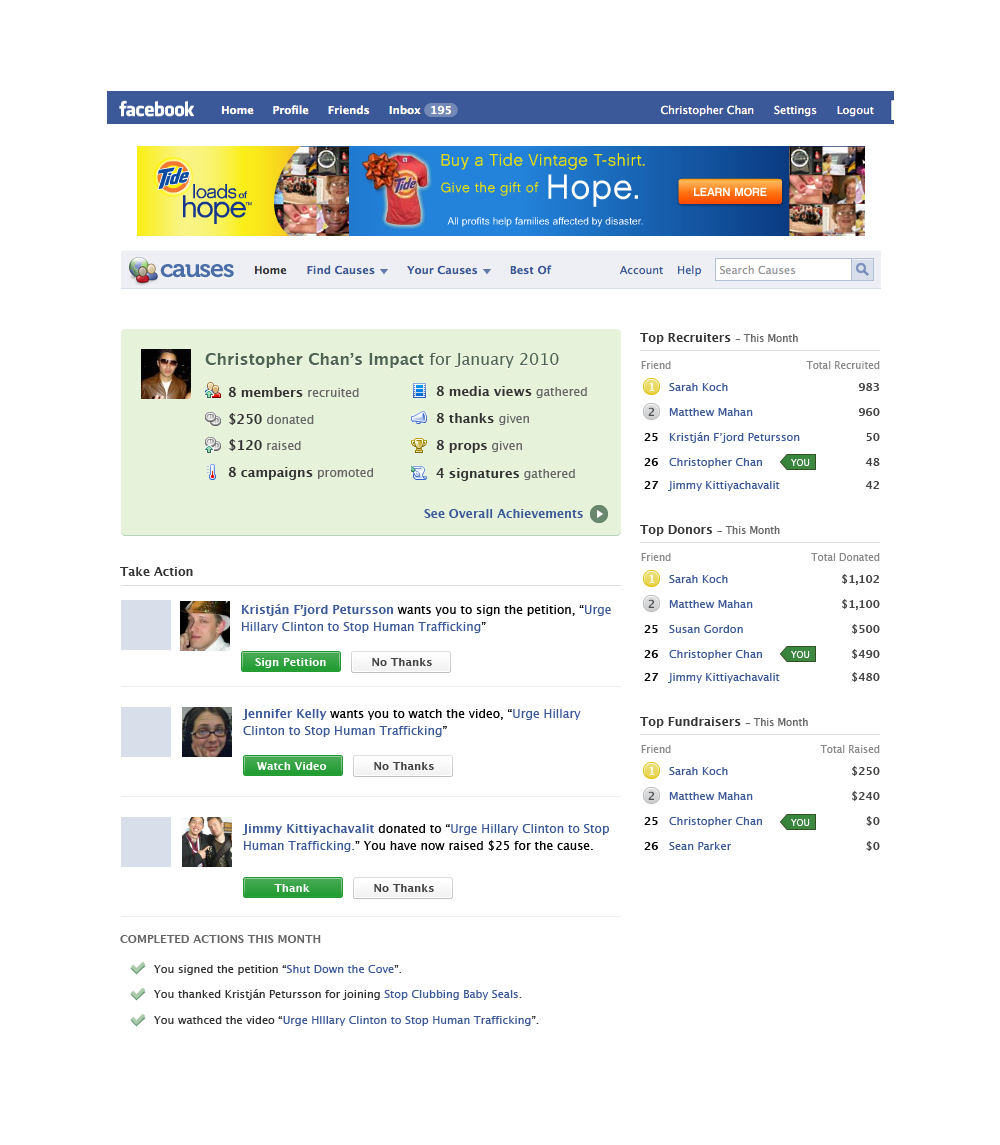 facebook Home Profile Friends Inbox 195 Christopher Chan Settings Logout
Tide
loads of
hope™
Tide
Buy a Tide Vintage T-shirt.
Give the gift of Hope.
All profits help families affected by disaster.
LEARN MORE
causes Home Find Causes Your Causes Best Of Account Help Search Causes
Christopher Chan's Impact for January 2010
8 members recruited
8 media views gathered
$250 donated
8 thanks given
$120 raised
8 props given
8 campaigns promoted
4 signatures gathered
See Overall Achievements
Take Action
Kristján F'jord Petursson wants you to sign the petition, “Urge
Hillary Clinton to Stop Human Trafficking”
Sign Petition No Thanks
Jennifer Kelly wants you to watch the video, “Urge Hillary
Clinton to Stop Human Trafficking”
Watch Video No Thanks
Jimmy Kittiyachavalit donated to “Urge Hillary Clinton to Stop
Human Trafficking.” You have now raised $25 for the cause.
Thank No Thanks
COMPLETED ACTIONS THIS MONTH
You signed the petition “Shut Down the Cove”.
You thanked Kristján Petursson for joining Stop Clubbing Baby Seals.
You wathced the video “Urge HIllary Clinton to Stop Human Trafficking”.
Top Recruiters – This Month
Friend Total Recruited
1 Sarah Koch 983
2 Matthew Mahan 960
25 Kristján F'jord Petursson 50
26 Christopher Chan YOU 48
27 Jimmy Kittiyachavalit 42
Top Donors – This Month
Friend Total Donated
1 Sarah Koch $1,102
2 Matthew Mahan $1,100
25 Susan Gordon $500
26 Christopher Chan YOU $490
27 Jimmy Kittiyachavalit $480
Top Fundraisers – This Month
Friend Total Raised
1 Sarah Koch $250
2 Matthew Mahan $240
25 Christopher Chan YOU $0
26 Sean Parker $0